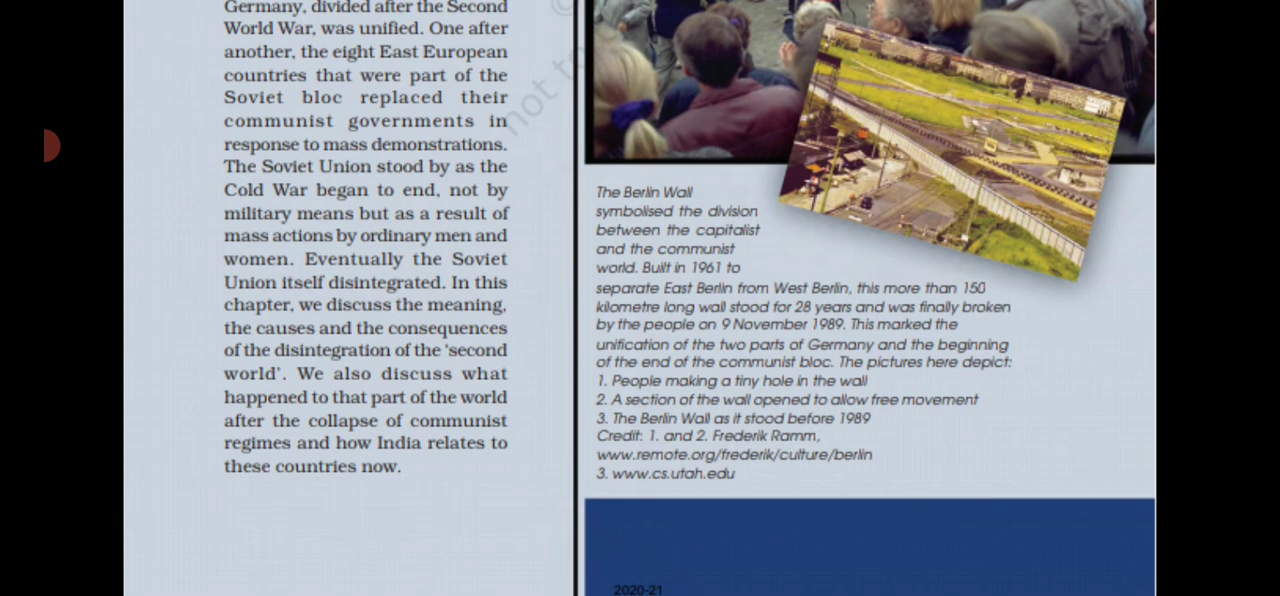 Germany, divided after the Second
World War, was unified. One after
another, the eight East European
countries that were part of the
Soviet bloc replaced their
communist governments in
response to mass demonstrations.
The Soviet Union stood by as the
Cold War began to end, not by
military means but as a result of
mass actions by ordinary men and
women. Eventually the Soviet
Union itself disintegrated. In this
chapter, we discuss the meaning,
the causes and the consequences
of the disintegration of the ‘second
world’. We also discuss what
happened to that part of the world
after the collapse of communist
regimes and how India relates to
these countries now.
© 
not to
The Berlin Wall
symbolised the division
between the capitalist
and the communist
world. Built in 1961 to
separate East Berlin from West Berlin, this more than 150
kilometre long wall stood for 28 years and was finally broken
by the people on 9 November 1989. This marked the
unification of the two parts of Germany and the beginning
of the end of the communist bloc. The pictures here depict:
1. People making a tiny hole in the wall
2. A section of the wall opened to allow free movement
3. The Berlin Wall as it stood before 1989
Credit: 1. and 2. Frederik Ramm,
www.remote.org/frederik/culture/berlin
3. www.cs.utah.edu
2020-21